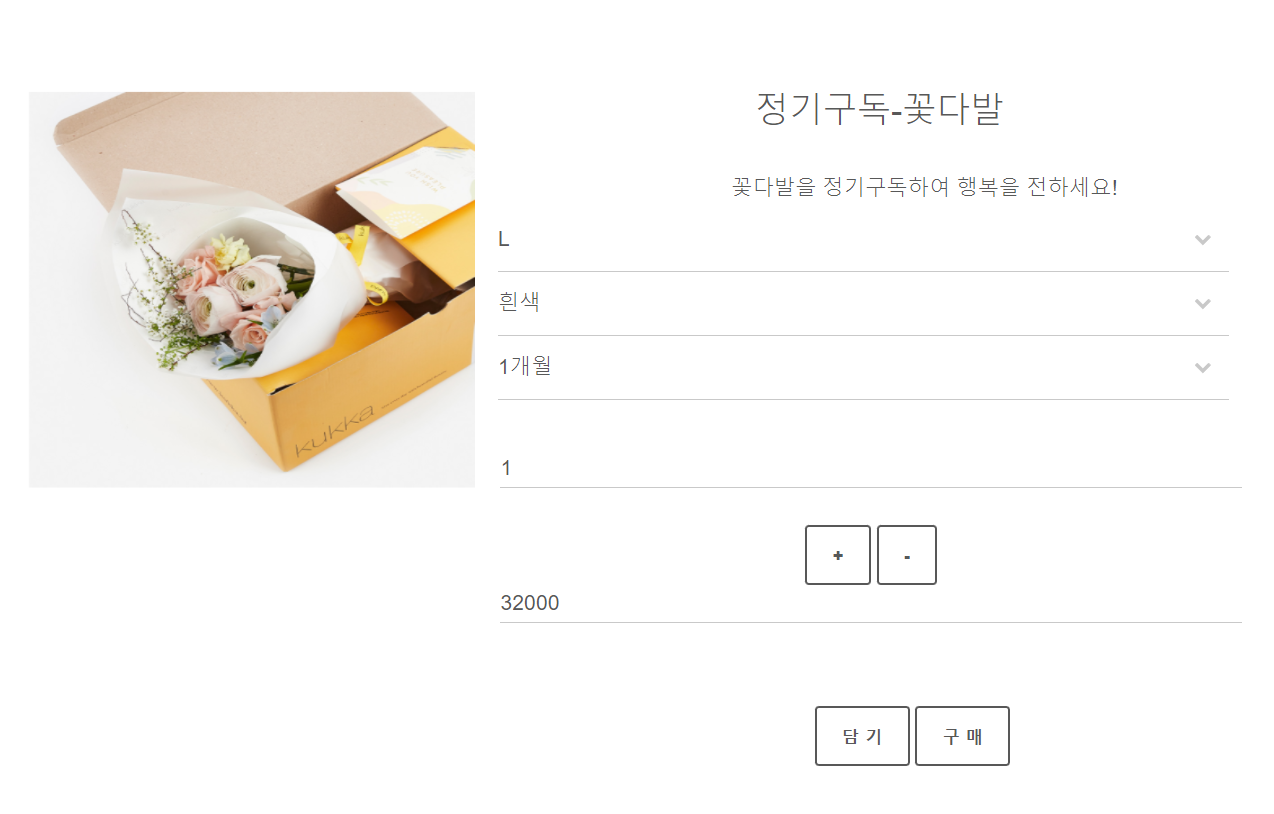 정기구독-꽃다발
꽃다발을 정기구독하여 행복을 전하세요!
L
흰색
1개월
kukka
1
+ -
32000
담 기 구 매